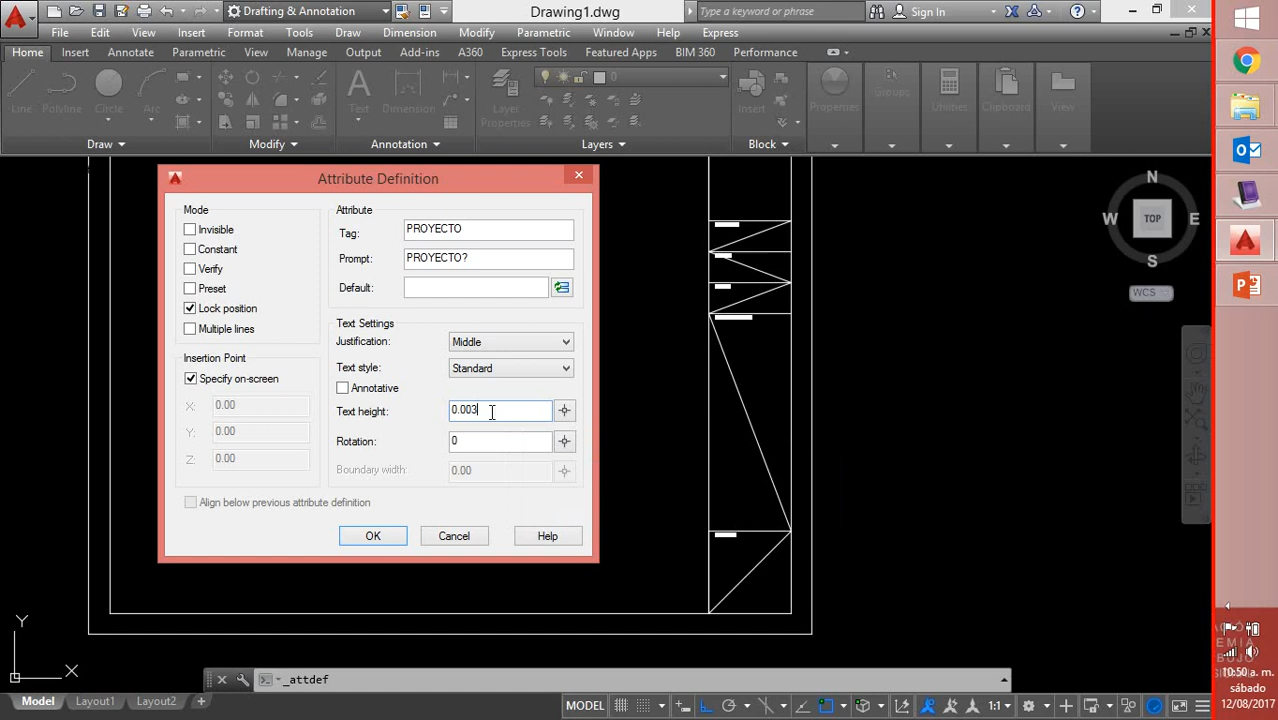 Drafting & Annotation
Drawing1.dwg
Type a keyword or phrase
Sign In
File Edit View Insert Format Tools Draw Dimension Modify Parametric Window Help Express
Home Insert Annotate Parametric View Manage Output Add-ins A360 Express Tools Featured Apps BIM 360 Performance
Line Polyline Circle Arc Text Dimension Layer Properties 0 Insert Properties Groups Utilities Clipboard View
Draw Modify Annotation Layers Block
Attribute Definition
Mode
Invisible
Constant
Verify
Preset
Lock position
Multiple lines
Attribute
Tag: PROYECTO
Prompt: PROYECTO?
Default:
Insertion Point
Specify on-screen
X: 0.00
Y: 0.00
Z: 0.00
Text Settings
Justification: Middle
Text style: Standard
Annotative
Text height: 0.003
Rotation: 0
Boundary width: 0.00
Align below previous attribute definition
OK Cancel Help
N
W TOP E
S
WCS
Y
X
_attdef
Model Layout1 Layout2 +
MODEL 1:1
10:50 a. m.
sábado
12/08/2017